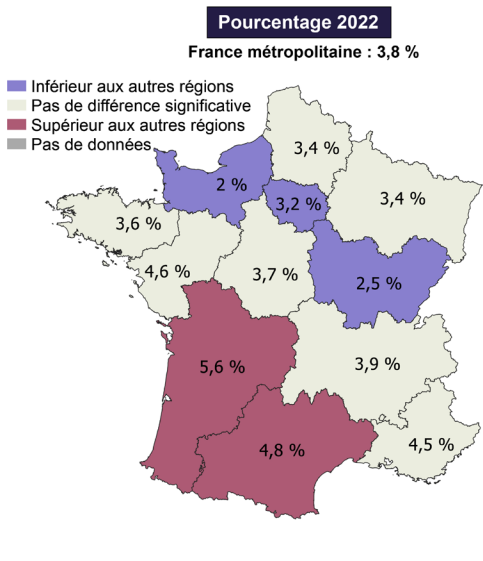 Pourcentage 2022
France métropolitaine : 3,8 %
Inférieur aux autres régions
Pas de différence significative
Supérieur aux autres régions
Pas de données
3,4 %
2 %
3,2 %
3,4 %
3,6 %
4,6 %
3,7 %
2,5 %
5,6 %
3,9 %
4,8 %
4,5 %